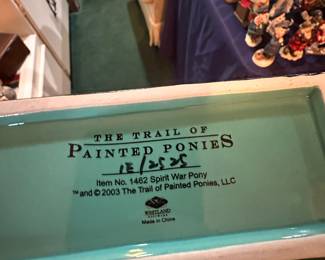 THE TRAIL OF
PAINTED PONIES
1E/2525
Item No. 1462 Spirit War Pony
™ and © 2003 The Trail of Painted Ponies, LLC
WESTLAND
GIFTWARE
Made in China